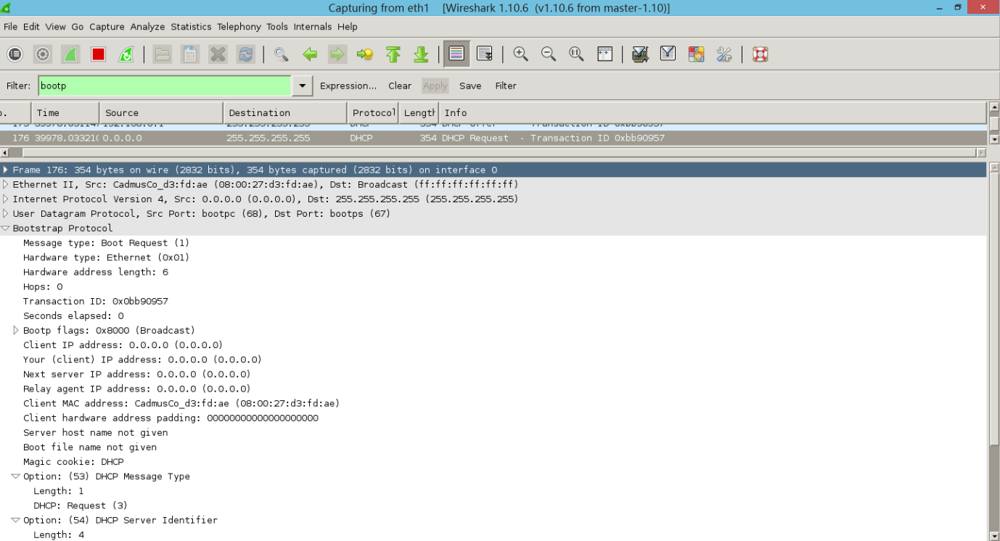 Capturing from eth1 [Wireshark 1.10.6 (v1.10.6 from master-1.10)]
File Edit View Go Capture Analyze Statistics Telephony Tools Internals Help
Filter: bootp Expression... Clear Apply Save Filter
Time Source Destination Protocol Length Info
176 39978.03321( 0.0.0.0 255.255.255.255 DHCP 354 DHCP Request - Transaction ID 0xbb90957
Frame 176: 354 bytes on wire (2832 bits), 354 bytes captured (2832 bits) on interface 0
Ethernet II, Src: CadmusCo_d3:fd:ae (08:00:27:d3:fd:ae), Dst: Broadcast (ff:ff:ff:ff:ff:ff)
Internet Protocol Version 4, Src: 0.0.0.0 (0.0.0.0), Dst: 255.255.255.255 (255.255.255.255)
User Datagram Protocol, Src Port: bootpc (68), Dst Port: bootps (67)
Bootstrap Protocol
Message type: Boot Request (1)
Hardware type: Ethernet (0x01)
Hardware address length: 6
Hops: 0
Transaction ID: 0x0bb90957
Seconds elapsed: 0
Bootp flags: 0x8000 (Broadcast)
Client IP address: 0.0.0.0 (0.0.0.0)
Your (client) IP address: 0.0.0.0 (0.0.0.0)
Next server IP address: 0.0.0.0 (0.0.0.0)
Relay agent IP address: 0.0.0.0 (0.0.0.0)
Client MAC address: CadmusCo_d3:fd:ae (08:00:27:d3:fd:ae)
Client hardware address padding: 00000000000000000000
Server host name not given
Boot file name not given
Magic cookie: DHCP
Option: (53) DHCP Message Type
Length: 1
DHCP: Request (3)
Option: (54) DHCP Server Identifier
Length: 4